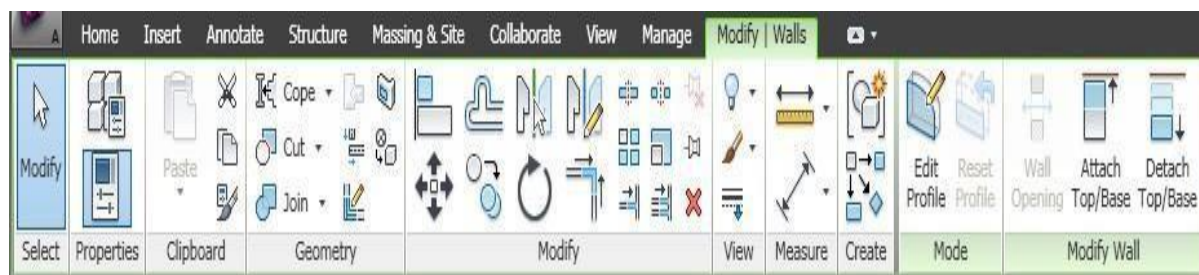 A Home Insert Annotate Structure Massing & Site Collaborate View Manage Modify | Walls
Modify
Paste
Cope
Cut
Join
Edit Profile
Reset Profile
Wall Opening
Attach Top/Base
Detach Top/Base
Select Properties Clipboard Geometry Modify View Measure Create Mode Modify Wall